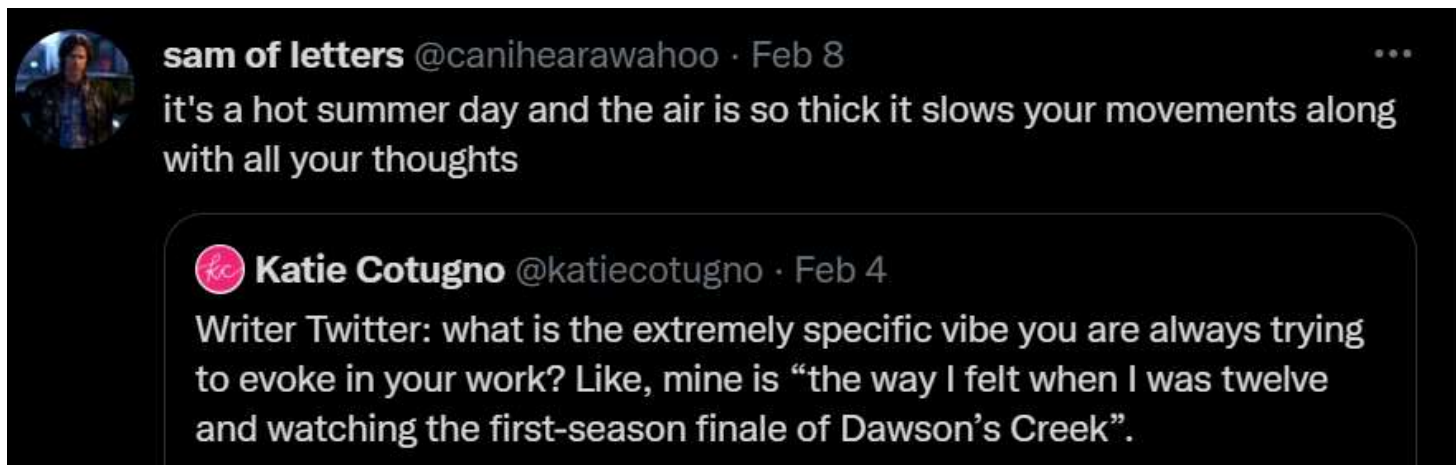 sam of letters @canihearawahoo · Feb 8
it's a hot summer day and the air is so thick it slows your movements along
with all your thoughts
kc Katie Cotugno @katiecotugno · Feb 4
Writer Twitter: what is the extremely specific vibe you are always trying
to evoke in your work? Like, mine is “the way I felt when I was twelve
and watching the first-season finale of Dawson’s Creek”.